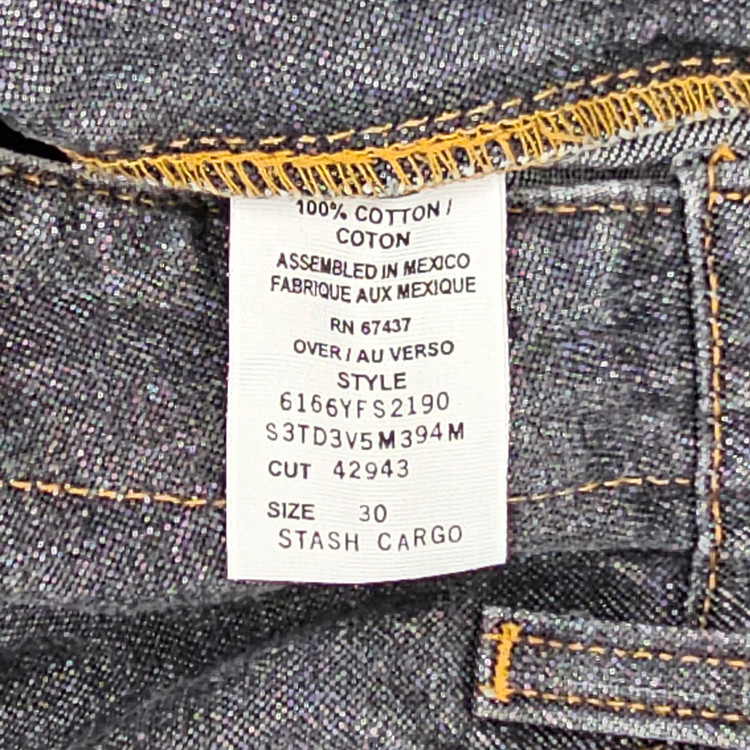 100% COTTON /
COTON
ASSEMBLED IN MEXICO
FABRIQUE AUX MEXIQUE
RN 67437
OVER / AU VERSO
STYLE
6166YFS2190
S3TD3V5M394M
CUT 42943
SIZE 30
STASH CARGO